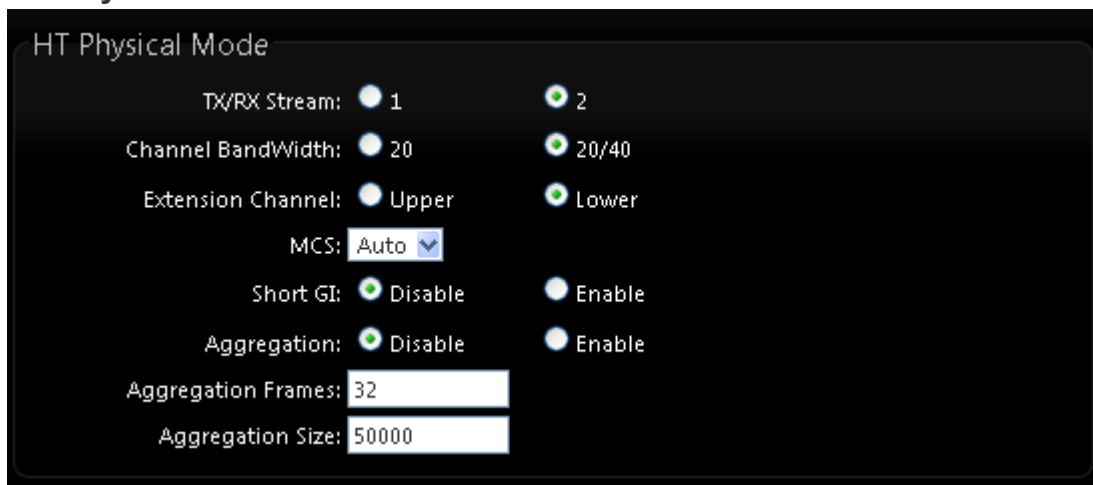 HT Physical Mode
TX/RX Stream: 1 2
Channel BandWidth: 20 20/40
Extension Channel: Upper Lower
MCS: Auto
Short GI: Disable Enable
Aggregation: Disable Enable
Aggregation Frames: 32
Aggregation Size: 50000